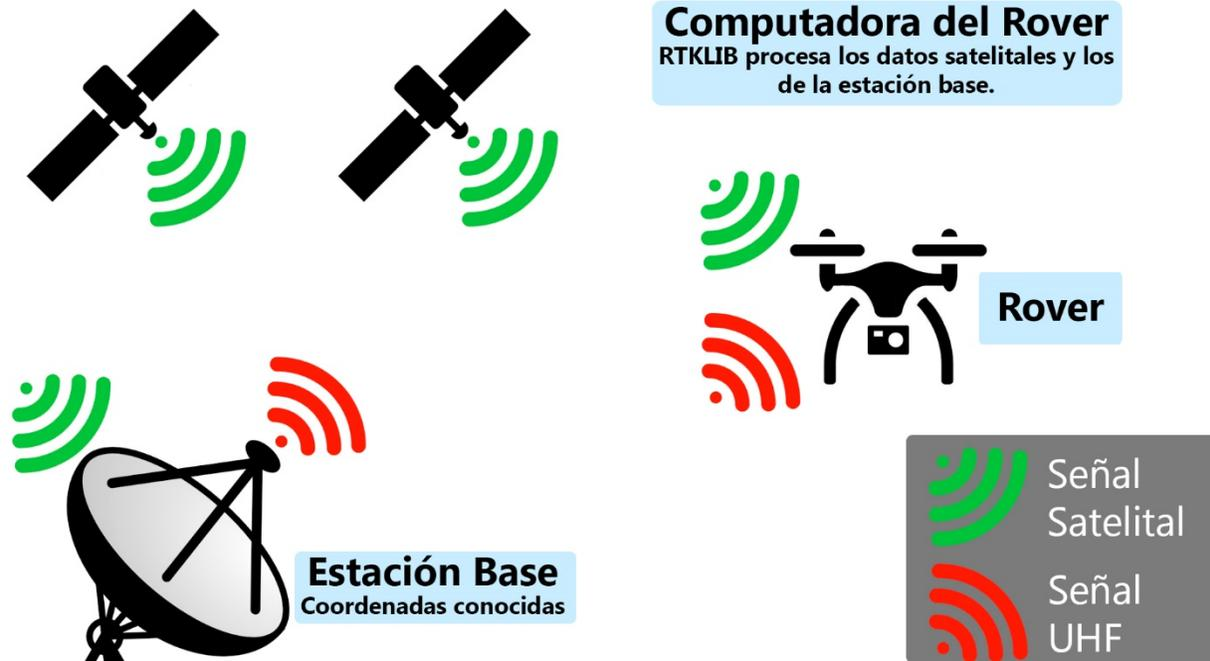 Computadora del Rover
RTKLIB procesa los datos satelitales y los
de la estación base.
Rover
Estación Base
Coordenadas conocidas
Señal
Satelital
Señal
UHF